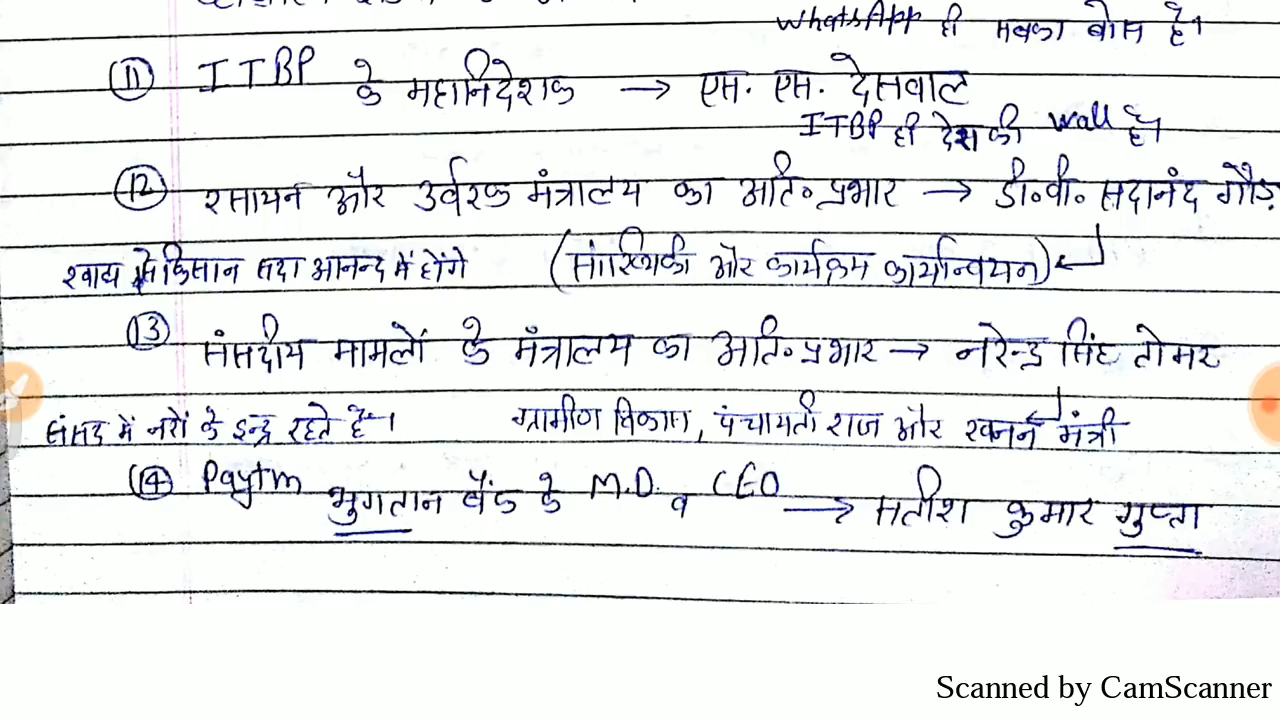 WhatsApp ही सबका बोस है।
(11) ITBP के महानिदेशक → एस. एस. देसवाल
ITBP ही देश की wall है।
(12) रसायन और उर्वरक मंत्रालय का अति० प्रभार → डी० वी० सदानंद गौड़
खाद्य से किसान सदा आनन्द में होंगे (सांख्यिकी और कार्यक्रम कार्यान्वयन)
(13) संसदीय मामलों के मंत्रालय का अति० प्रभार → नरेन्द्र सिंह तोमर
संसद में नरों के इन्द्र रहते है। ग्रामीण विकास, पंचायती राज और खनन मंत्री
(14) Paytm भुगतान बैंक के M.D. व CEO → सतीश कुमार गुप्ता
Scanned by CamScanner